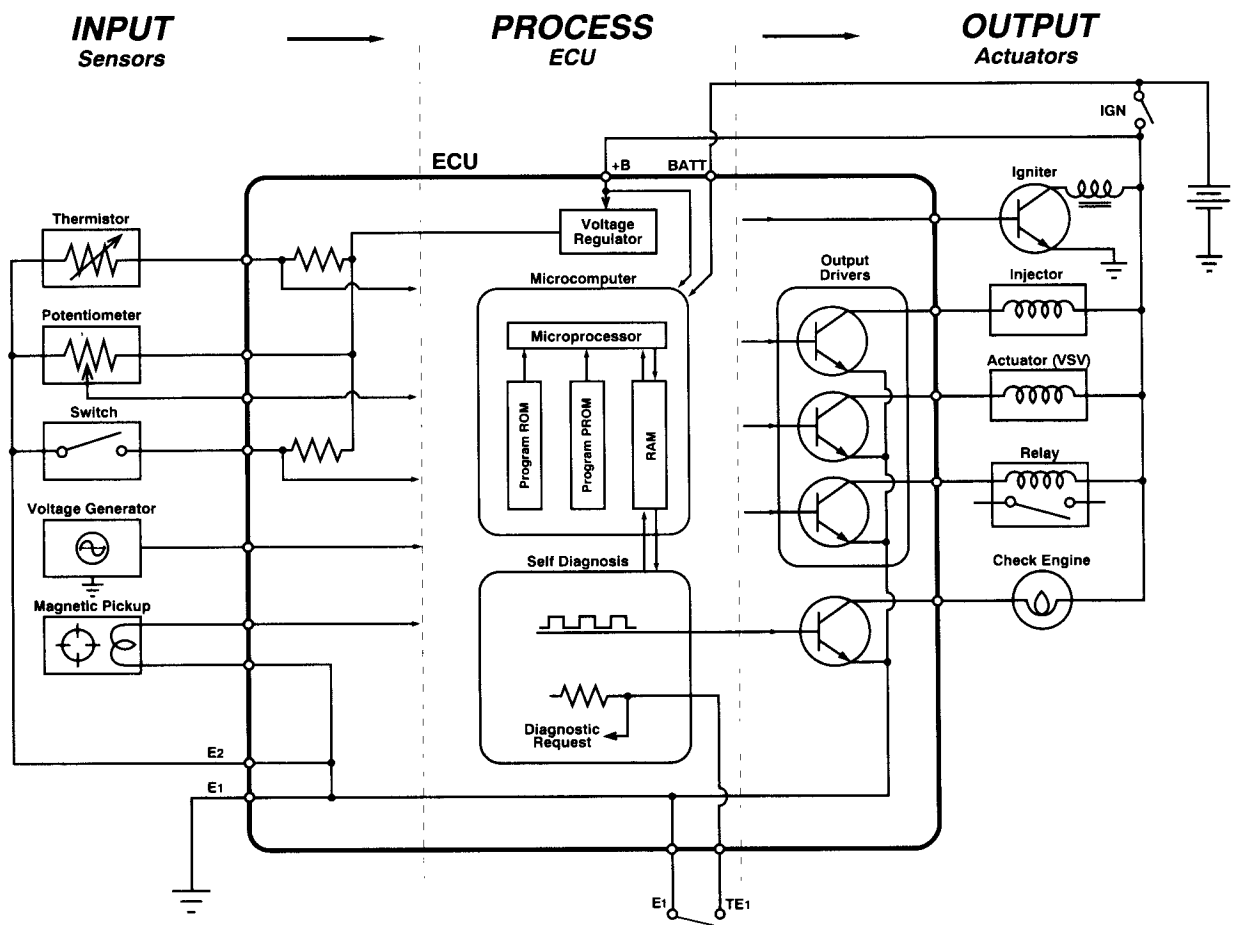 INPUT
Sensors
PROCESS
ECU
OUTPUT
Actuators
IGN
ECU
+B
BATT
Igniter
Thermistor
Voltage
Regulator
Output
Drivers
Microcomputer
Injector
Potentiometer
Microprocessor
Actuator (VSV)
Switch
Program ROM
Program PROM
RAM
Relay
Voltage Generator
Self Diagnosis
Check Engine
Magnetic Pickup
Diagnostic
Request
E2
E1
E1
TE1